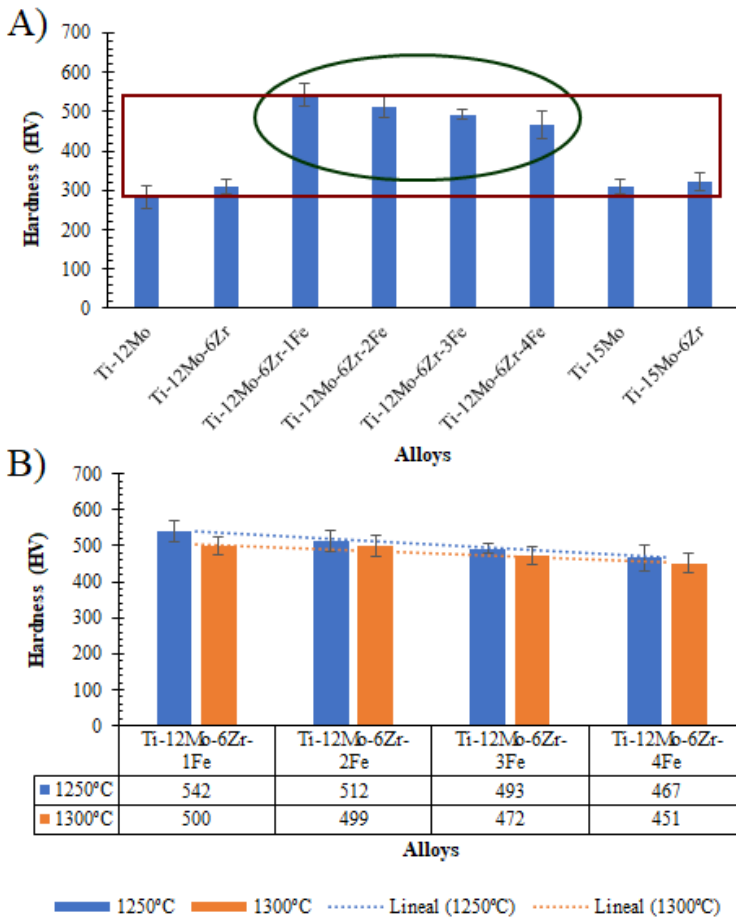 A)
700
600
500
400
300
200
100
0
Hardness (HV)
Ti-12Mo
Ti-12Mo-6Zr
Ti-12Mo-6Zr-1Fe
Ti-12Mo-6Zr-2Fe
Ti-12Mo-6Zr-3Fe
Ti-12Mo-6Zr-4Fe
Ti-15Mo
Ti-15Mo-6Zr
Alloys
B)
700
600
500
400
300
200
100
0
Hardness (HV)
Ti-12Mo-6Zr- Ti-12Mo-6Zr- Ti-12Mo-6Zr- Ti-12Mo-6Zr-
1Fe 2Fe 3Fe 4Fe
1250ºC 542 512 493 467
1300ºC 500 499 472 451
Alloys
1250ºC 1300ºC Lineal (1250ºC) Lineal (1300ºC)